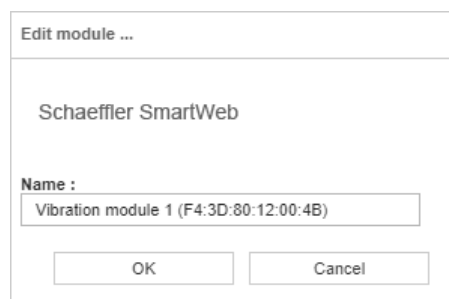 Edit module ...
Schaeffler SmartWeb
Name :
Vibration module 1 (F4:3D:80:12:00:4B)
OK Cancel